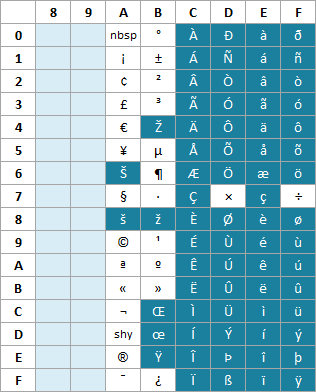 8 9 A B C D E F
0 nbsp ° À Ð à ð
1 ¡ ± Á Ñ á ñ
2 ¢ ² Â Ò â ò
3 £ ³ Ã Ó ã ó
4 € Ž Ä Ô ä ô
5 ¥ µ Å Õ å õ
6 Š ¶ Æ Ö æ ö
7 § · Ç × ç ÷
8 š ž È Ø è ø
9 © ¹ É Ù é ù
A ª º Ê Ú ê ú
B « » Ë Û ë û
C ¬ Œ Ì Ü ì ü
D shy œ Í Ý í ý
E ® Ÿ Î Þ î þ
F ¯ ¿ Ï ß ï ÿ